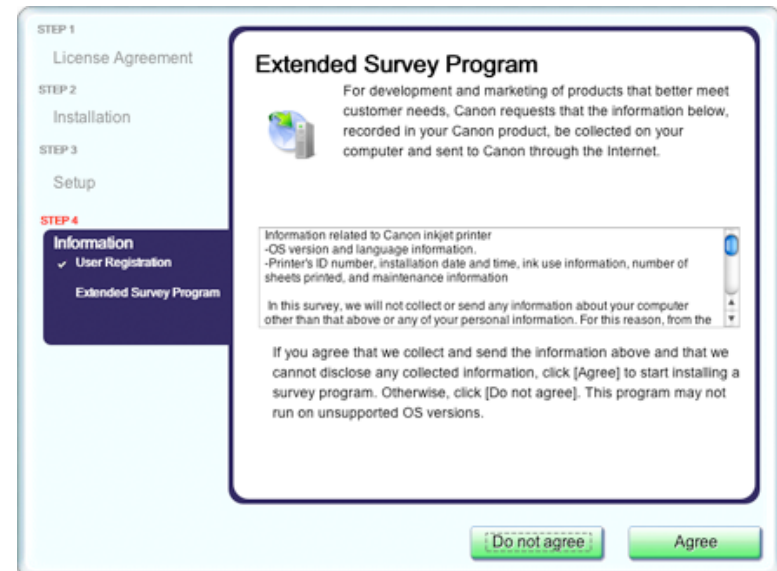 STEP 1
License Agreement
STEP 2
Installation
STEP 3
Setup
STEP 4
Information
User Registration
Extended Survey Program
Extended Survey Program
For development and marketing of products that better meet
customer needs, Canon requests that the information below,
recorded in your Canon product, be collected on your
computer and sent to Canon through the Internet.
Information related to Canon inkjet printer
-OS version and language information.
-Printer's ID number, installation date and time, ink use information, number of
sheets printed, and maintenance information
In this survey, we will not collect or send any information about your computer
other than that above or any of your personal information. For this reason, from the
If you agree that we collect and send the information above and that we
cannot disclose any collected information, click [Agree] to start installing a
survey program. Otherwise, click [Do not agree]. This program may not
run on unsupported OS versions.
Do not agree
Agree